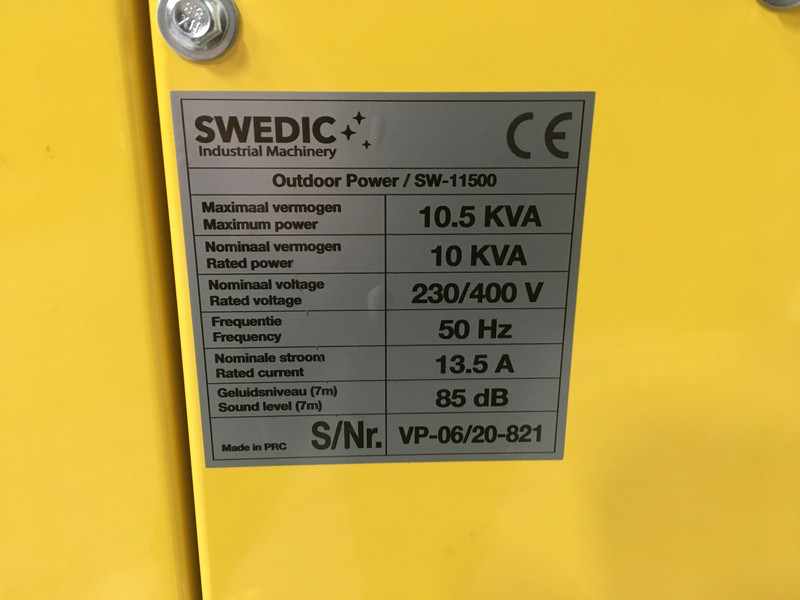 SWEDIC
Industrial Machinery
CE
Outdoor Power / SW-11500
Maximaal vermogen
Maximum power
10.5 KVA
Nominaal vermogen
Rated power
10 KVA
Nominaal voltage
Rated voltage
230/400 V
Frequentie
Frequency
50 Hz
Nominale stroom
Rated current
13.5 A
Geluidsniveau (7m)
Sound level (7m)
85 dB
Made in PRC S/Nr. VP-06/20-821